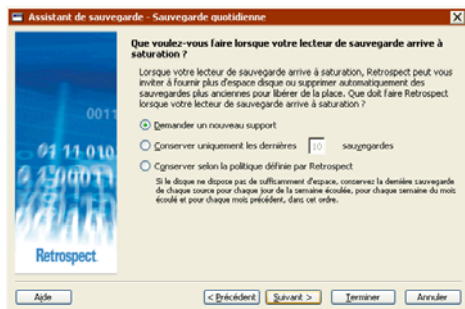 Assistant de sauvegarde - Sauvegarde quotidienne
Que voulez-vous faire lorsque votre lecteur de sauvegarde arrive à
saturation ?
Lorsque votre lecteur de sauvegarde arrive à saturation, Retrospect peut vous
inviter à fournir plus d'espace disque ou supprimer automatiquement des
sauvegardes plus anciennes pour libérer de la place. Que doit faire Retrospect
lorsque votre lecteur de sauvegarde arrive à saturation ?
Demander un nouveau support
Conserver uniquement les dernières 10 sauvegardes
Conserver selon la politique définie par Retrospect
Si le disque ne dispose pas de suffisamment d'espace, conservez la dernière sauvegarde
de chaque source pour chaque jour de la semaine écoulée, pour chaque semaine du mois
écoulé et pour chaque mois précédent, dans cet ordre.
0011
01 11 010
Retrospect
Aide
< Précédent
Suivant >
Terminer
Annuler